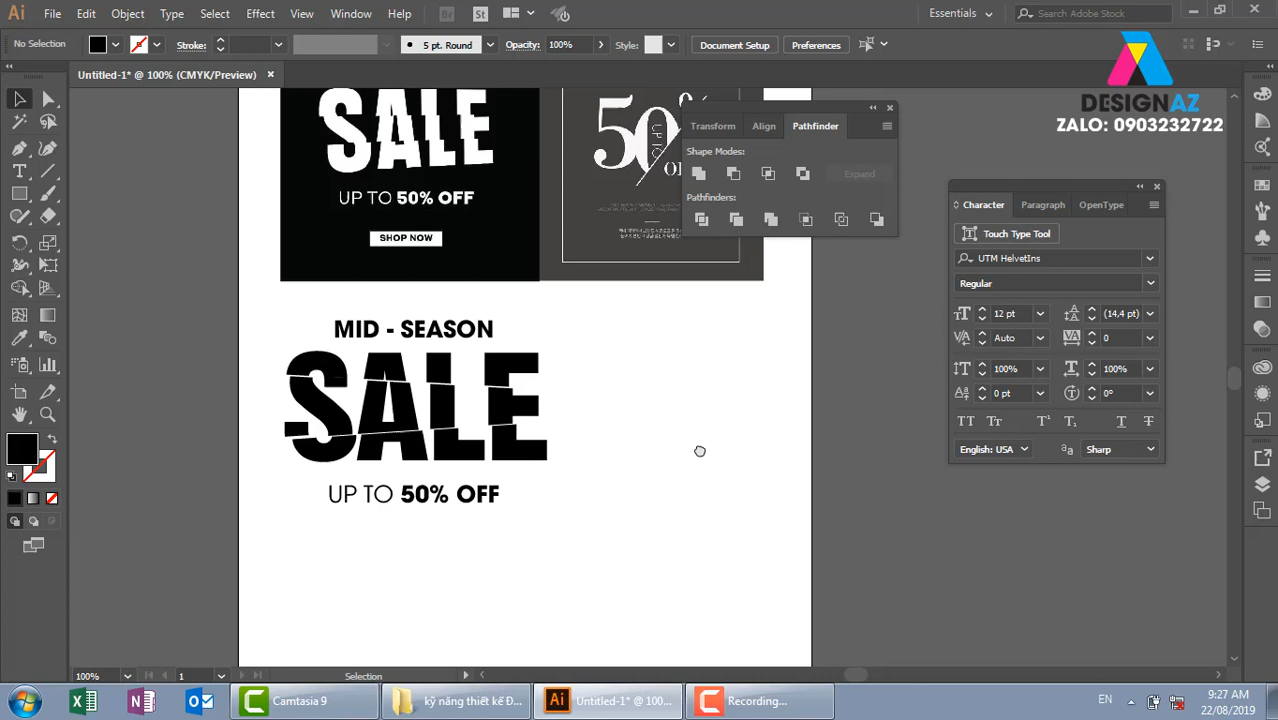 Ai File Edit Object Type Select Effect View Window Help Br St Essentials Search Adobe Stock
No Selection Stroke: 5 pt. Round Opacity: 100% Style: Document Setup Preferences
Untitled-1* @ 100% (CMYK/Preview)
DESIGNAZ
ZALO: 0903232722
SALE
UP TO 50% OFF
SHOP NOW
50%
UP TO
Transform Align Pathfinder
Shape Modes:
Expand
Pathfinders:
Character Paragraph OpenType
Touch Type Tool
UTM HelvetIns
Regular
12 pt (14,4 pt)
Auto 0
100% 100%
0 pt 0°
English: USA Sharp
MID - SEASON
SALE
UP TO 50% OFF
100% 1 Selection
Camtasia 9 kỹ năng thiết kế Đ... Untitled-1* @ 100... Recording... EN 9:27 AM
22/08/2019